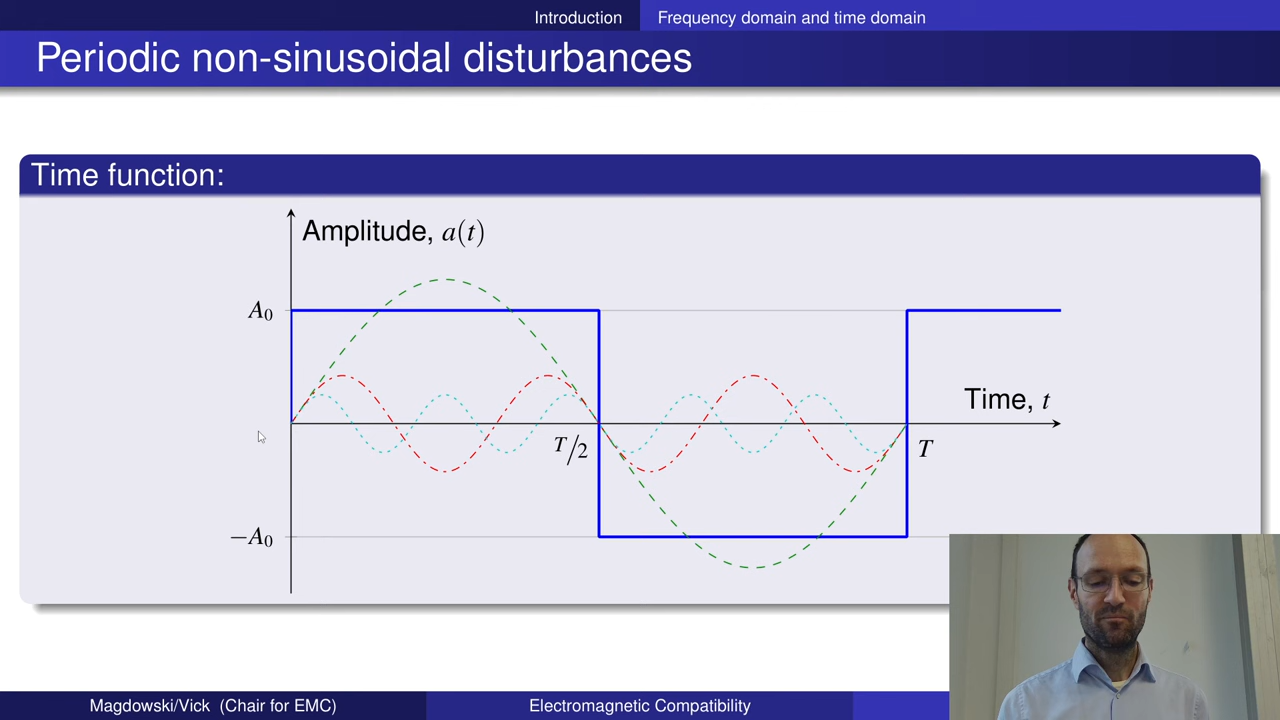 Introduction Frequency domain and time domain
Periodic non-sinusoidal disturbances
Time function:
Amplitude, a(t)
A₀
Time, t
T/2 T
−A₀
Magdowski/Vick (Chair for EMC) Electromagnetic Compatibility